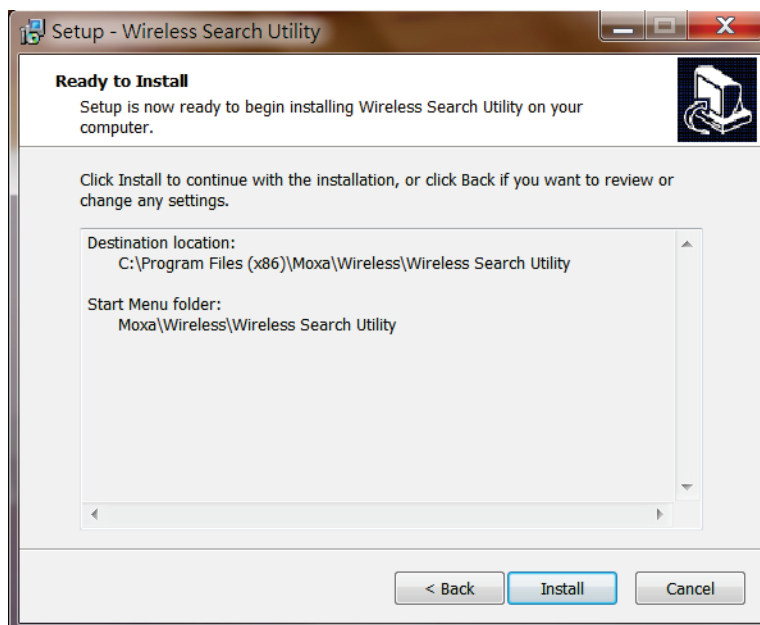 Setup - Wireless Search Utility
Ready to Install
Setup is now ready to begin installing Wireless Search Utility on your
computer.
Click Install to continue with the installation, or click Back if you want to review or
change any settings.
Destination location:
C:\Program Files (x86)\Moxa\Wireless\Wireless Search Utility
Start Menu folder:
Moxa\Wireless\Wireless Search Utility
< Back
Install
Cancel